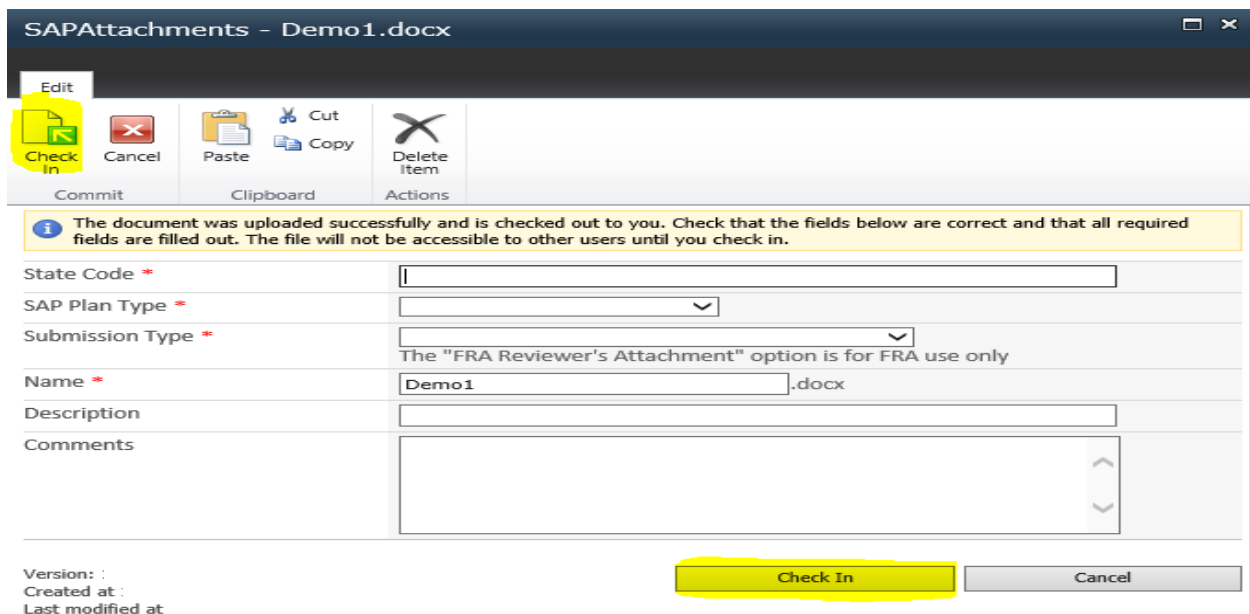 SAPAttachments - Demo1.docx
Edit
Check In
Cancel
Paste
Cut
Copy
Delete Item
Commit
Clipboard
Actions
The document was uploaded successfully and is checked out to you. Check that the fields below are correct and that all required
fields are filled out. The file will not be accessible to other users until you check in.
State Code *
SAP Plan Type *
Submission Type *
The "FRA Reviewer's Attachment" option is for FRA use only
Name *
Demo1 .docx
Description
Comments
Version: :
Check In
Cancel
Created at :
Last modified at